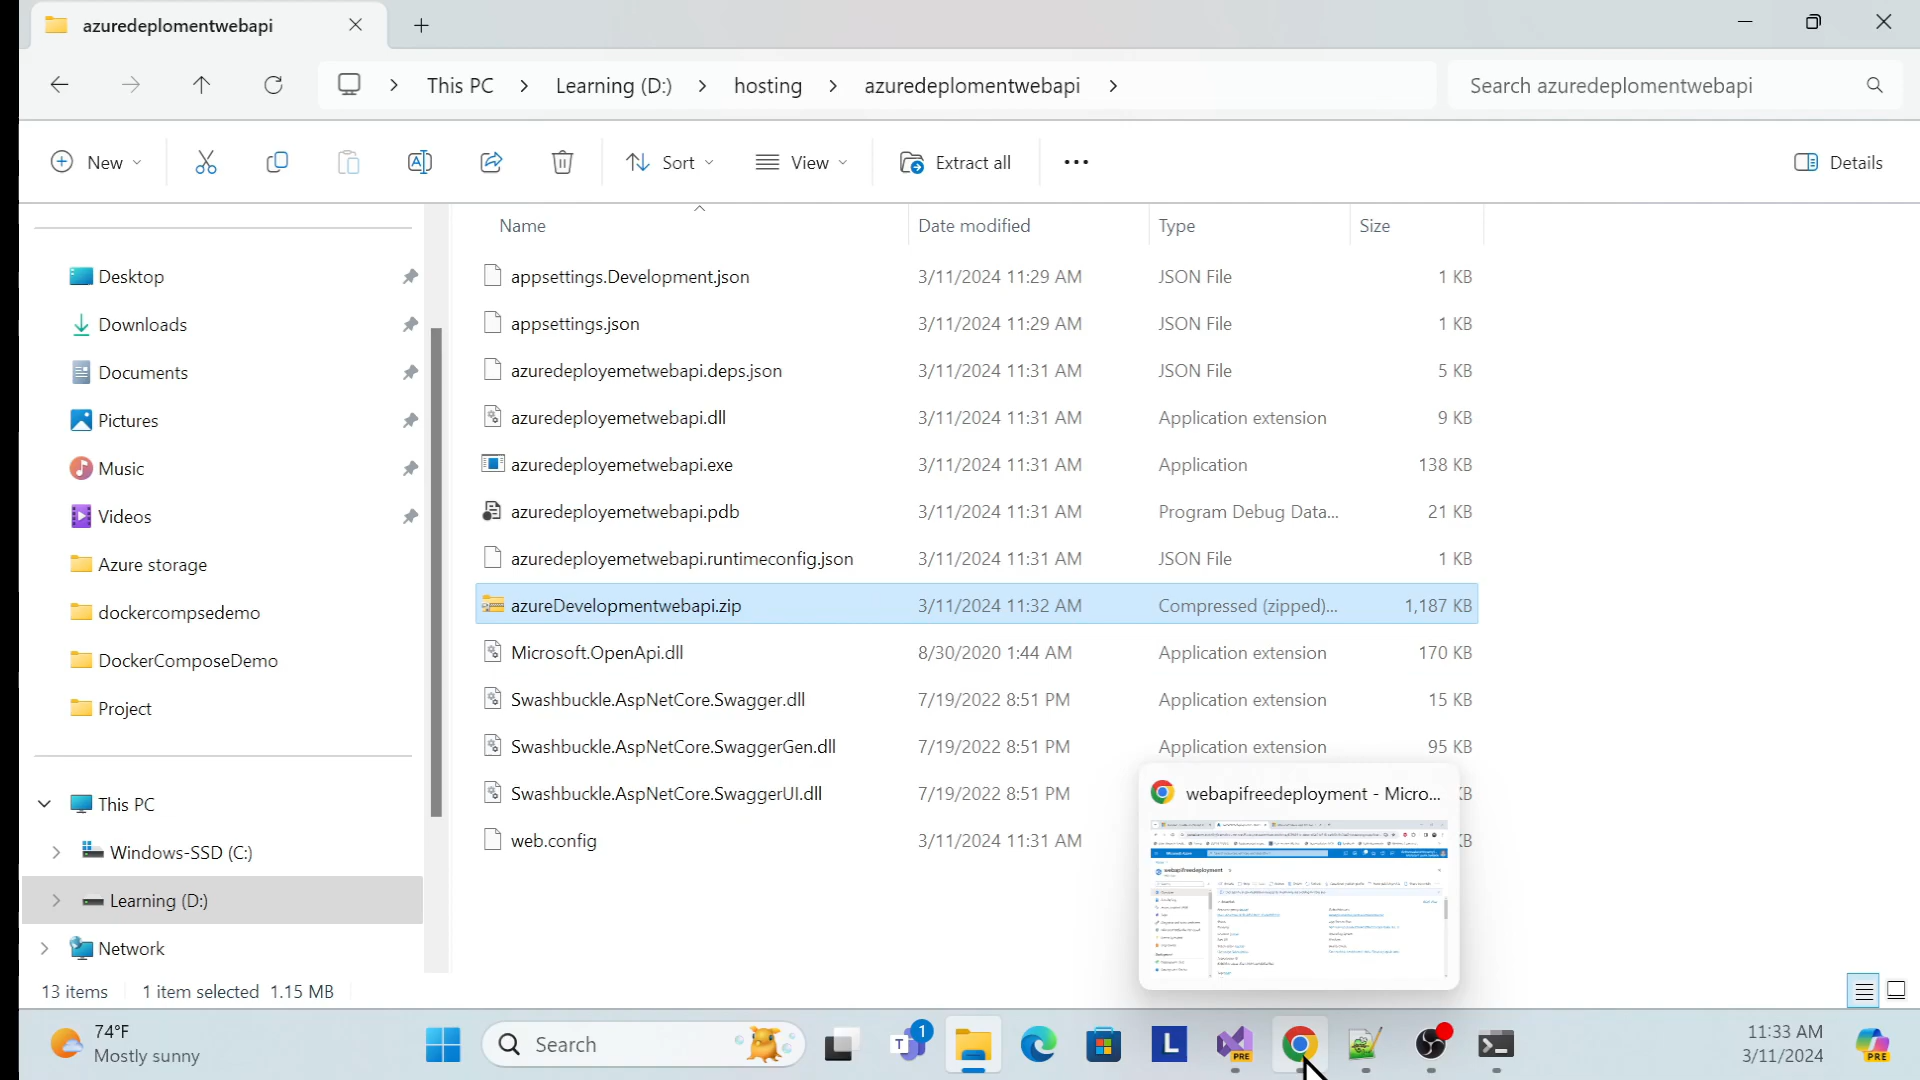 azuredeplomentwebapi
This PC
Learning (D:)
hosting
azuredeplomentwebapi
Search azuredeplomentwebapi
New
Sort
View
Extract all
Details
Name
Date modified
Type
Size
Desktop
Downloads
Documents
Pictures
Music
Videos
Azure storage
dockercompsedemo
DockerComposeDemo
Project
This PC
Windows-SSD (C:)
Learning (D:)
Network
appsettings.Development.json 3/11/2024 11:29 AM JSON File 1 KB
appsettings.json 3/11/2024 11:29 AM JSON File 1 KB
azuredeployemetwebapi.deps.json 3/11/2024 11:31 AM JSON File 5 KB
azuredeployemetwebapi.dll 3/11/2024 11:31 AM Application extension 9 KB
azuredeployemetwebapi.exe 3/11/2024 11:31 AM Application 138 KB
azuredeployemetwebapi.pdb 3/11/2024 11:31 AM Program Debug Data... 21 KB
azuredeployemetwebapi.runtimeconfig.json 3/11/2024 11:31 AM JSON File 1 KB
azureDevelopmentwebapi.zip 3/11/2024 11:32 AM Compressed (zipped)... 1,187 KB
Microsoft.OpenApi.dll 8/30/2020 1:44 AM Application extension 170 KB
Swashbuckle.AspNetCore.Swagger.dll 7/19/2022 8:51 PM Application extension 15 KB
Swashbuckle.AspNetCore.SwaggerGen.dll 7/19/2022 8:51 PM Application extension 95 KB
Swashbuckle.AspNetCore.SwaggerUI.dll 7/19/2022 8:51 PM
web.config 3/11/2024 11:31 AM
webapifreedeployment - Micro...
webapifreedeployment
13 items
1 item selected 1.15 MB
74°F
Mostly sunny
Search
T
1
L
PRE
11:33 AM
3/11/2024
PRE